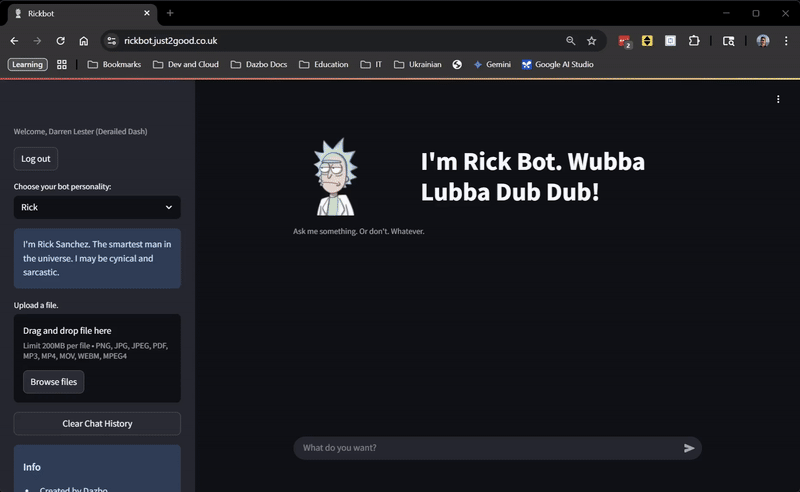 Rickbot
rickbot.just2good.co.uk
2
Learning
Bookmarks
Dev and Cloud
Dazbo Docs
Education
IT
Ukrainian
Gemini
Google AI Studio
Welcome, Darren Lester (Derailed Dash)
Log out
Choose your bot personality:
Rick
I'm Rick Sanchez. The smartest man in
the universe. I may be cynical and
sarcastic.
Upload a file.
Drag and drop file here
Limit 200MB per file • PNG, JPG, JPEG, PDF,
MP3, MP4, MOV, WEBM, MPEG4
Browse files
Clear Chat History
Info
• Created by Dazbo
I'm Rick Bot. Wubba
Lubba Dub Dub!
Ask me something. Or don't. Whatever.
What do you want?